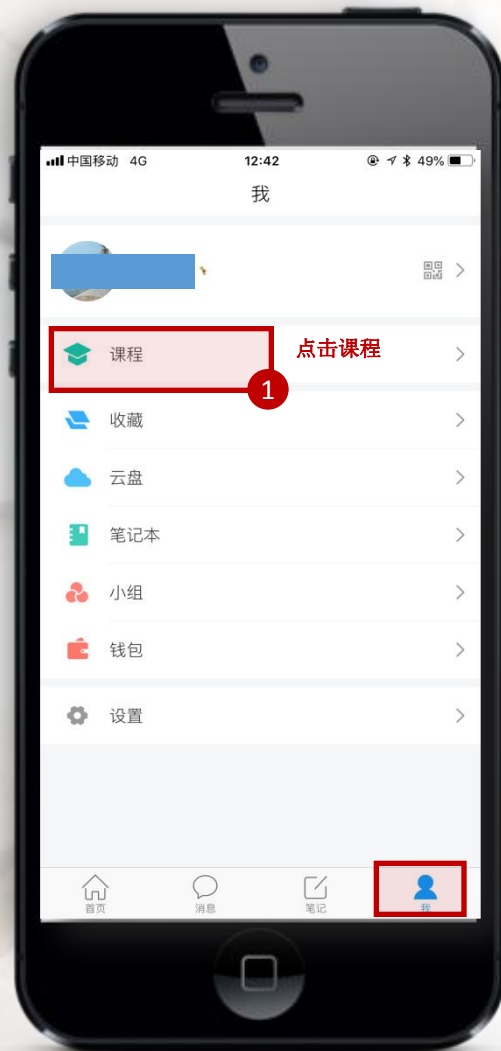 中国移动 4G 12:42 49%
我
课程 点击课程
1
收藏
云盘
笔记本
小组
钱包
设置
首页 消息 笔记 我